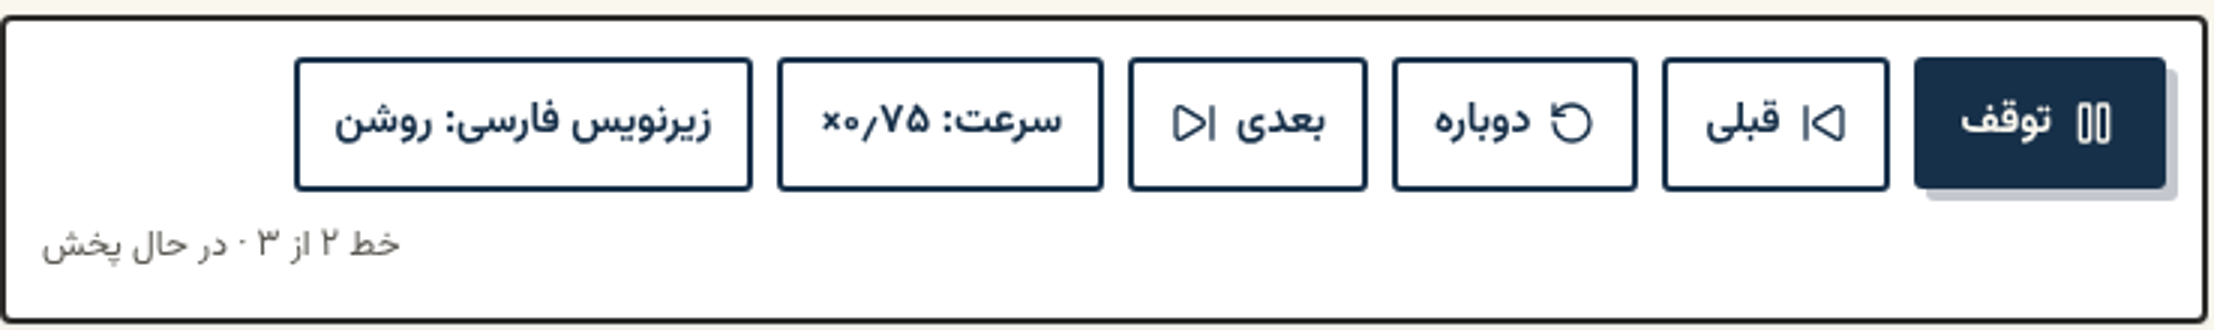 توقف
قبلی
دوباره
بعدی
سرعت: ۰٫۷۵×
زیرنویس فارسی: روشن
خط ۲ از ۳ · در حال پخش